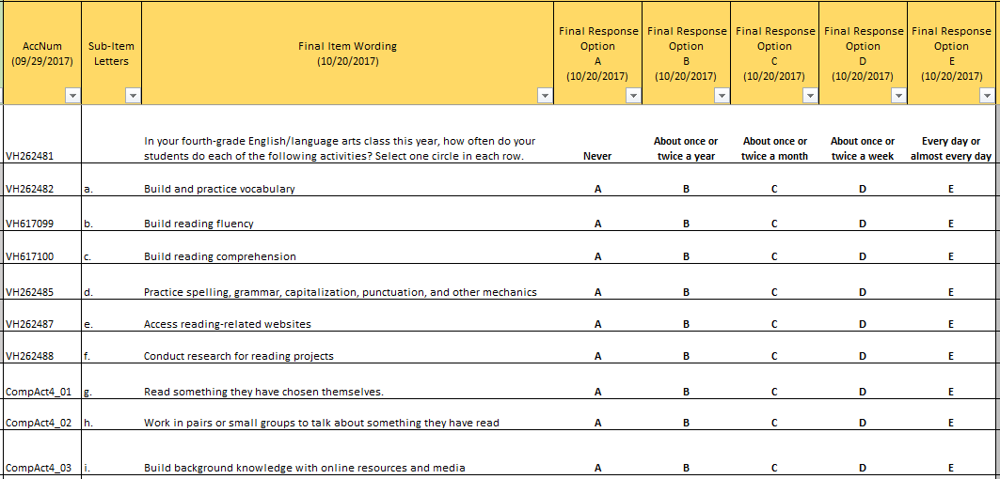 AccNum
(09/29/2017)
Sub-Item
Letters
Final Item Wording
(10/20/2017)
Final Response
Option
A
(10/20/2017)
Final Response
Option
B
(10/20/2017)
Final Response
Option
C
(10/20/2017)
Final Response
Option
D
(10/20/2017)
Final Response
Option
E
(10/20/2017)
VH262481
In your fourth-grade English/language arts class this year, how often do your
students do each of the following activities? Select one circle in each row.
Never
About once or
twice a year
About once or
twice a month
About once or
twice a week
Every day or
almost every day
VH262482 a. Build and practice vocabulary A B C D E
VH617099 b. Build reading fluency A B C D E
VH617100 c. Build reading comprehension A B C D E
VH262485 d. Practice spelling, grammar, capitalization, punctuation, and other mechanics A B C D E
VH262487 e. Access reading-related websites A B C D E
VH262488 f. Conduct research for reading projects A B C D E
CompAct4_01 g. Read something they have chosen themselves. A B C D E
CompAct4_02 h. Work in pairs or small groups to talk about something they have read A B C D E
CompAct4_03 i. Build background knowledge with online resources and media A B C D E